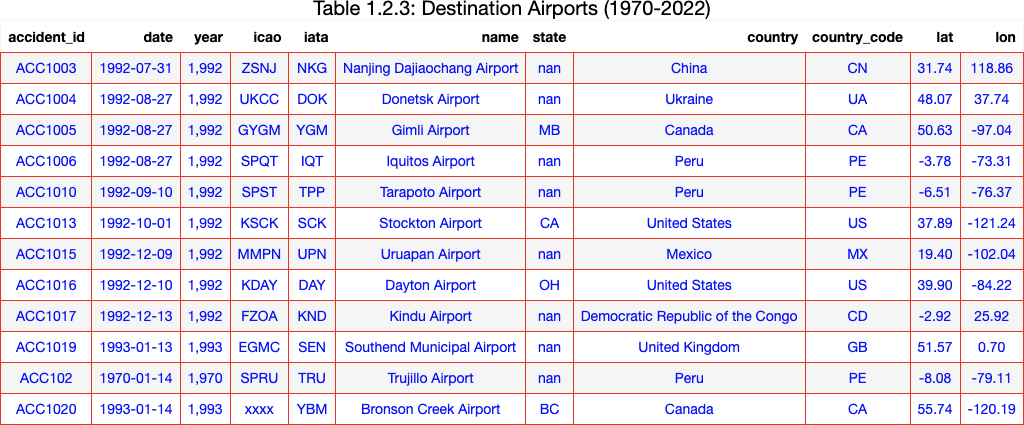 Table 1.2.3: Destination Airports (1970-2022)
accident_id date year icao iata name state country country_code lat lon
ACC1003 1992-07-31 1,992 ZSNJ NKG Nanjing Dajiaochang Airport nan China CN 31.74 118.86
ACC1004 1992-08-27 1,992 UKCC DOK Donetsk Airport nan Ukraine UA 48.07 37.74
ACC1005 1992-08-27 1,992 GYGM YGM Gimli Airport MB Canada CA 50.63 -97.04
ACC1006 1992-08-27 1,992 SPQT IQT Iquitos Airport nan Peru PE -3.78 -73.31
ACC1010 1992-09-10 1,992 SPST TPP Tarapoto Airport nan Peru PE -6.51 -76.37
ACC1013 1992-10-01 1,992 KSCK SCK Stockton Airport CA United States US 37.89 -121.24
ACC1015 1992-12-09 1,992 MMPN UPN Uruapan Airport nan Mexico MX 19.40 -102.04
ACC1016 1992-12-10 1,992 KDAY DAY Dayton Airport OH United States US 39.90 -84.22
ACC1017 1992-12-13 1,992 FZOA KND Kindu Airport nan Democratic Republic of the Congo CD -2.92 25.92
ACC1019 1993-01-13 1,993 EGMC SEN Southend Municipal Airport nan United Kingdom GB 51.57 0.70
ACC102 1970-01-14 1,970 SPRU TRU Trujillo Airport nan Peru PE -8.08 -79.11
ACC1020 1993-01-14 1,993 xxxx YBM Bronson Creek Airport BC Canada CA 55.74 -120.19